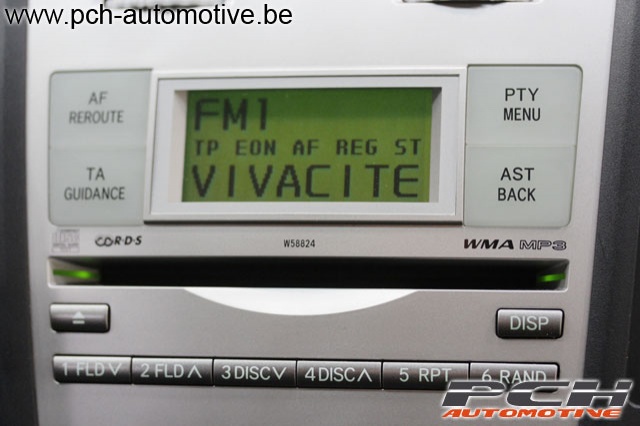 www.pch-automotive.be
AF
REROUTE
TA
GUIDANCE
FM1
TP EON AF REG ST
VIVACITE
PTY
MENU
AST
BACK
R·D·S
W58824
WMA MP3
DISP
1 FLD ∨
2 FLD ∧
3 DISC ∨
4 DISC ∧
5 RPT
6 RAND
PCH
AUTOMOTIVE